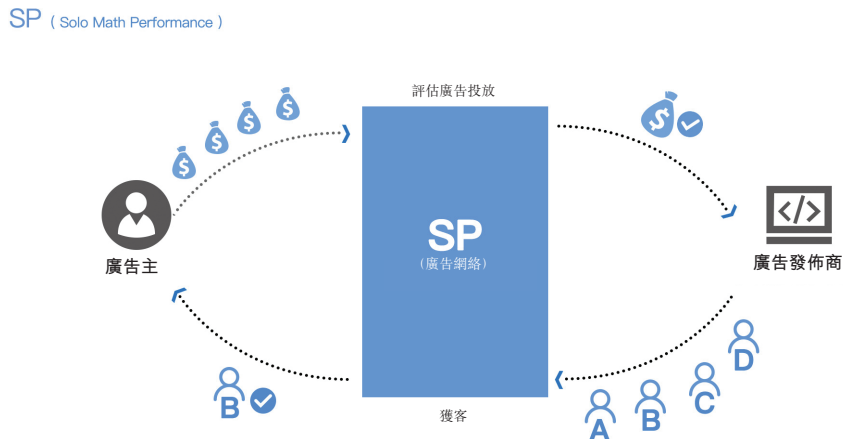 SP ( Solo Math Performance )
評估廣告投放
$
$
$
$
$
SP
(廣告網絡)
</>
廣告主
廣告發佈商
D
C
B
A
B
獲客